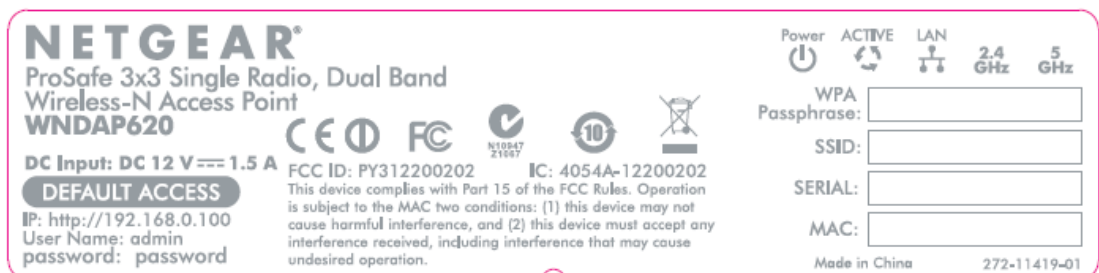 NETGEAR®
ProSafe 3x3 Single Radio, Dual Band
Wireless-N Access Point
WNDAP620
DC Input: DC 12 V⎓ 1.5 A
DEFAULT ACCESS
IP: http://192.168.0.100
User Name: admin
password: password
CE FC
N10947
Z1067
10
FCC ID: PY312200202 IC: 4054A-12200202
This device complies with Part 15 of the FCC Rules. Operation
is subject to the MAC two conditions: (1) this device may not
cause harmful interference, and (2) this device must accept any
interference received, including interference that may cause
undesired operation.
Power ACTIVE LAN
2.4 GHz 5 GHz
WPA
Passphrase:
SSID:
SERIAL:
MAC:
Made in China 272-11419-01